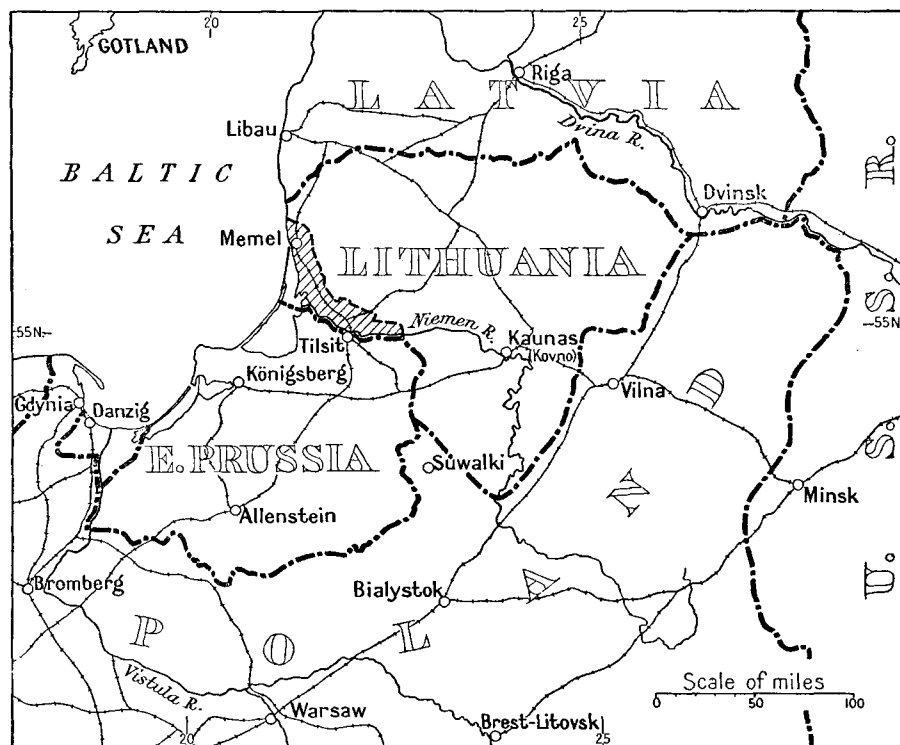 20
25
GOTLAND
Riga
LATVIA
Dvina R.
Libau
BALTIC
SEA
Dvinsk
Memel
LITHUANIA
55N.
Niemen R.
55N.
Tilsit
Kaunas
(Kovno)
Königsberg
Vilna
Gdynia
Danzig
E. PRUSSIA
Suwalki
Minsk
Allenstein
U.S.S.R.
Bromberg
Bialystok
POLAND
Vistula R.
Scale of miles
0 50 100
Warsaw
Brest-Litovsk
20
25